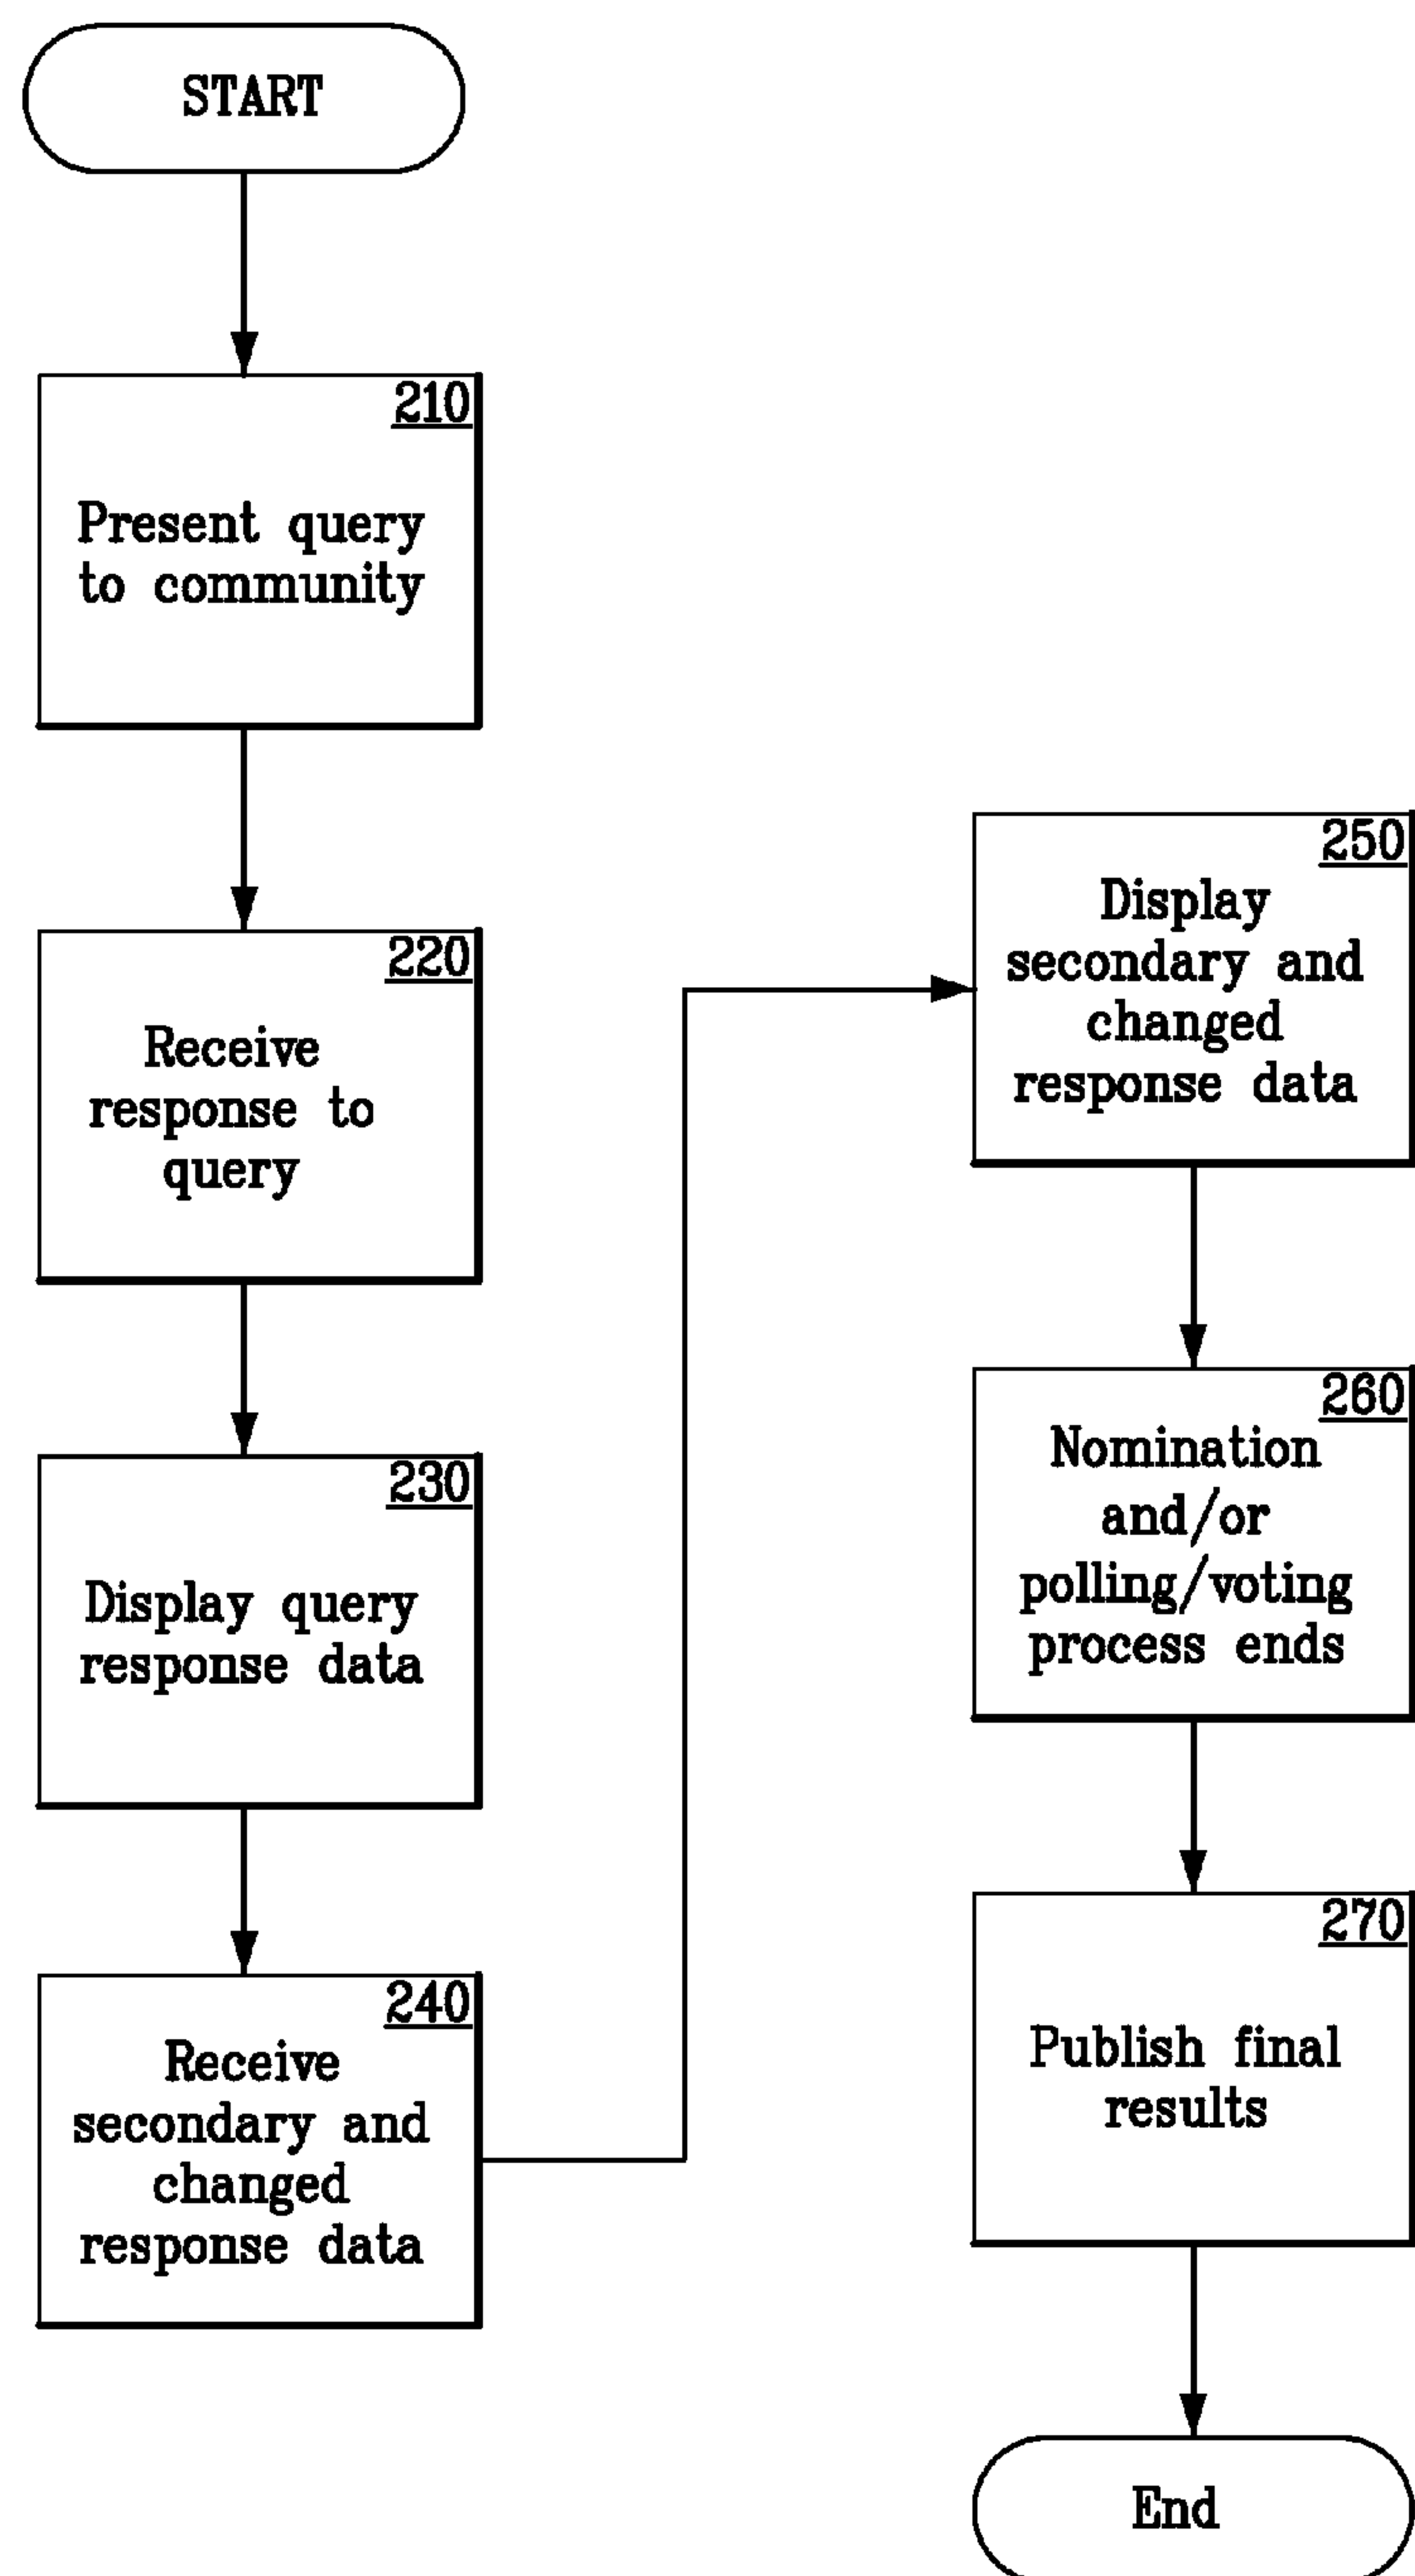 START
210
Present query
to community
220
Receive
response to
query
230
Display query
response data
240
Receive
secondary and
changed
response data
250
Display
secondary and
changed
response data
260
Nomination
and/or
polling/voting
process ends
270
Publish final
results
End